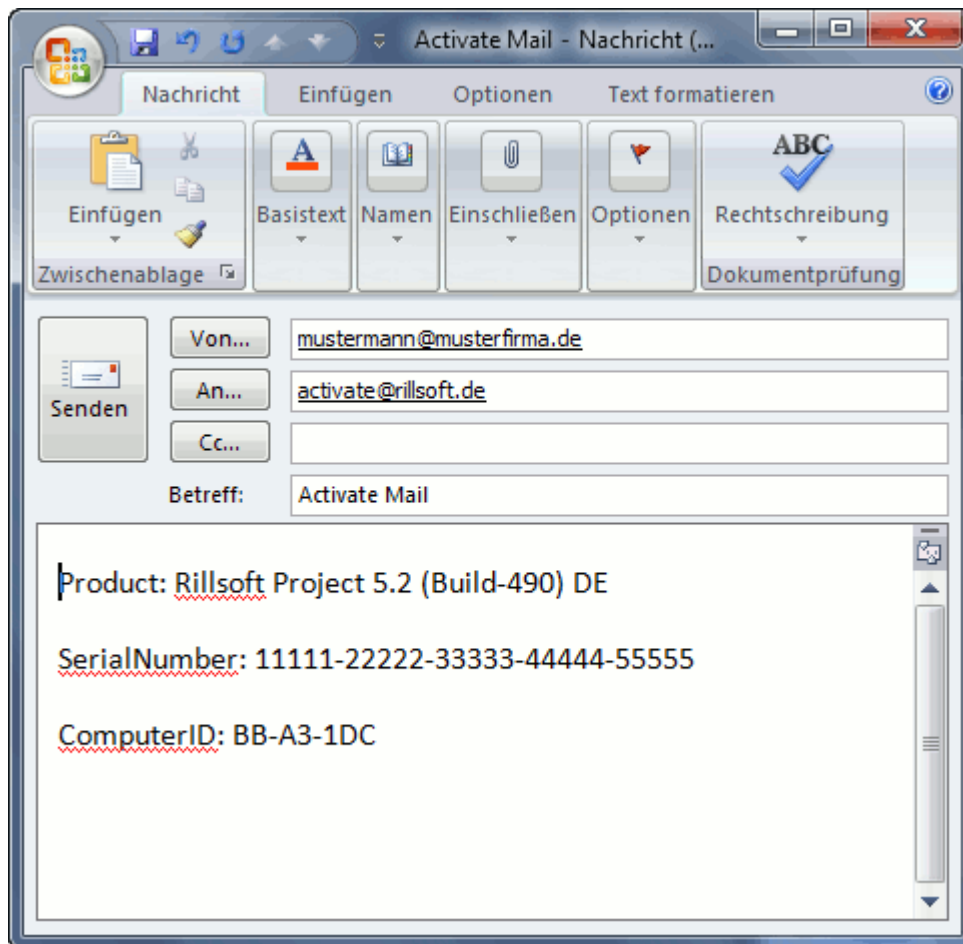 Activate Mail - Nachricht (...
Nachricht Einfügen Optionen Text formatieren
ABC
Einfügen Basistext Namen Einschließen Optionen Rechtschreibung
Zwischenablage Dokumentprüfung
Von... mustermann@musterfirma.de
An... activate@rillsoft.de
Senden
Cc...
Betreff: Activate Mail
Product: Rillsoft Project 5.2 (Build-490) DE
SerialNumber: 11111-22222-33333-44444-55555
ComputerID: BB-A3-1DC